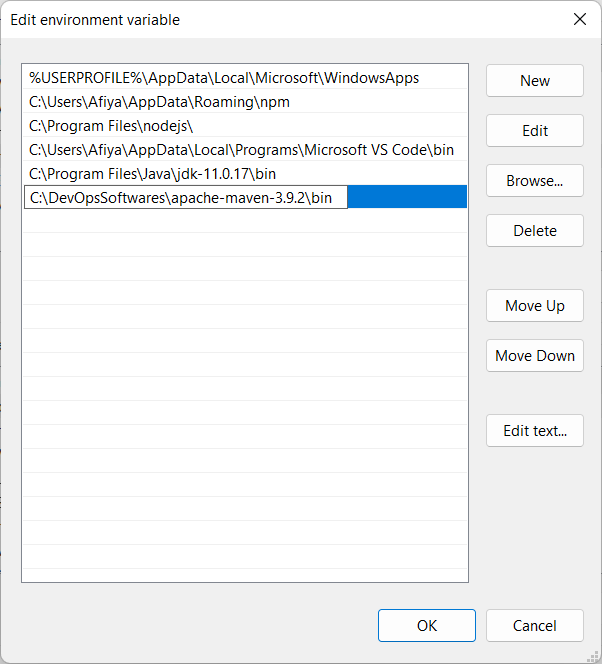 Edit environment variable
%USERPROFILE%\AppData\Local\Microsoft\WindowsApps
C:\Users\Afiya\AppData\Roaming\npm
C:\Program Files\nodejs\
C:\Users\Afiya\AppData\Local\Programs\Microsoft VS Code\bin
C:\Program Files\Java\jdk-11.0.17\bin
C:\DevOpsSoftwares\apache-maven-3.9.2\bin
New
Edit
Browse...
Delete
Move Up
Move Down
Edit text...
OK
Cancel